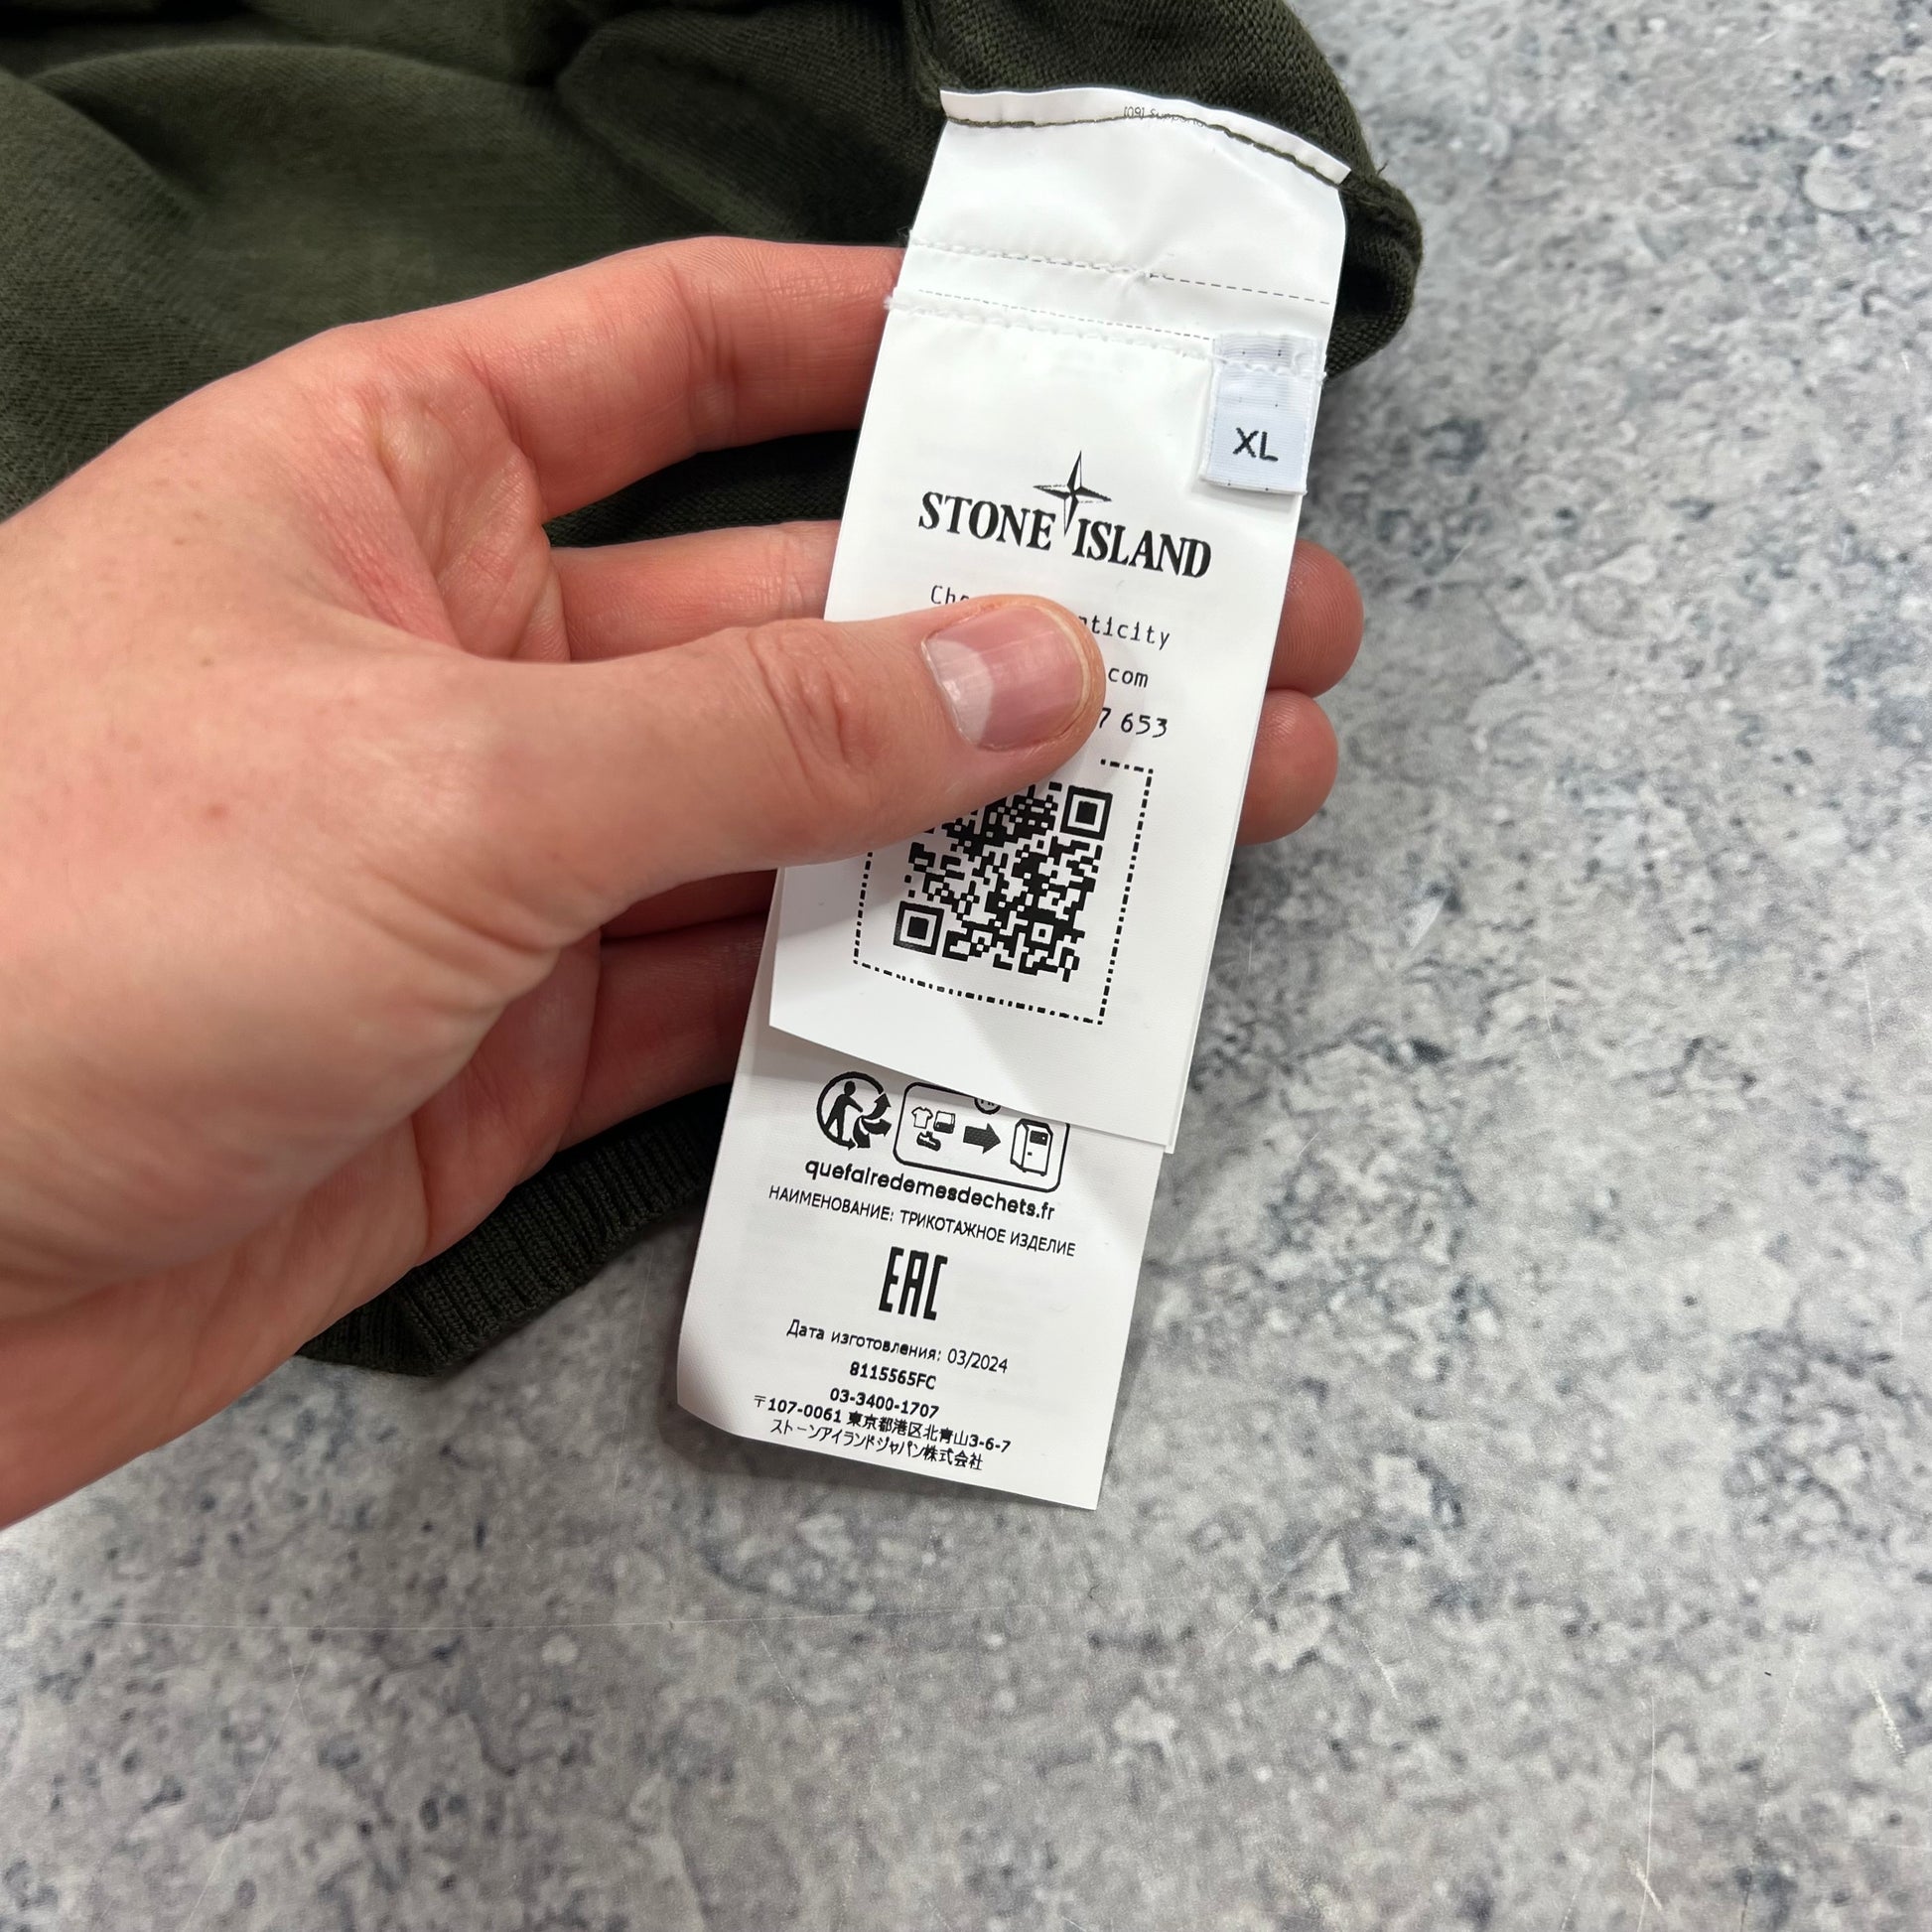 XL
STONE ISLAND
com
7 653
quefairedemesdechets.fr
НАИМЕНОВАНИЕ: ТРИКОТАЖНОЕ ИЗДЕЛИЕ
EAC
Дата изготовления: 03/2024
8115565FC
03-3400-1707
〒107-0061 東京都港区北青山3-6-7
ストーンアイランドジャパン株式会社